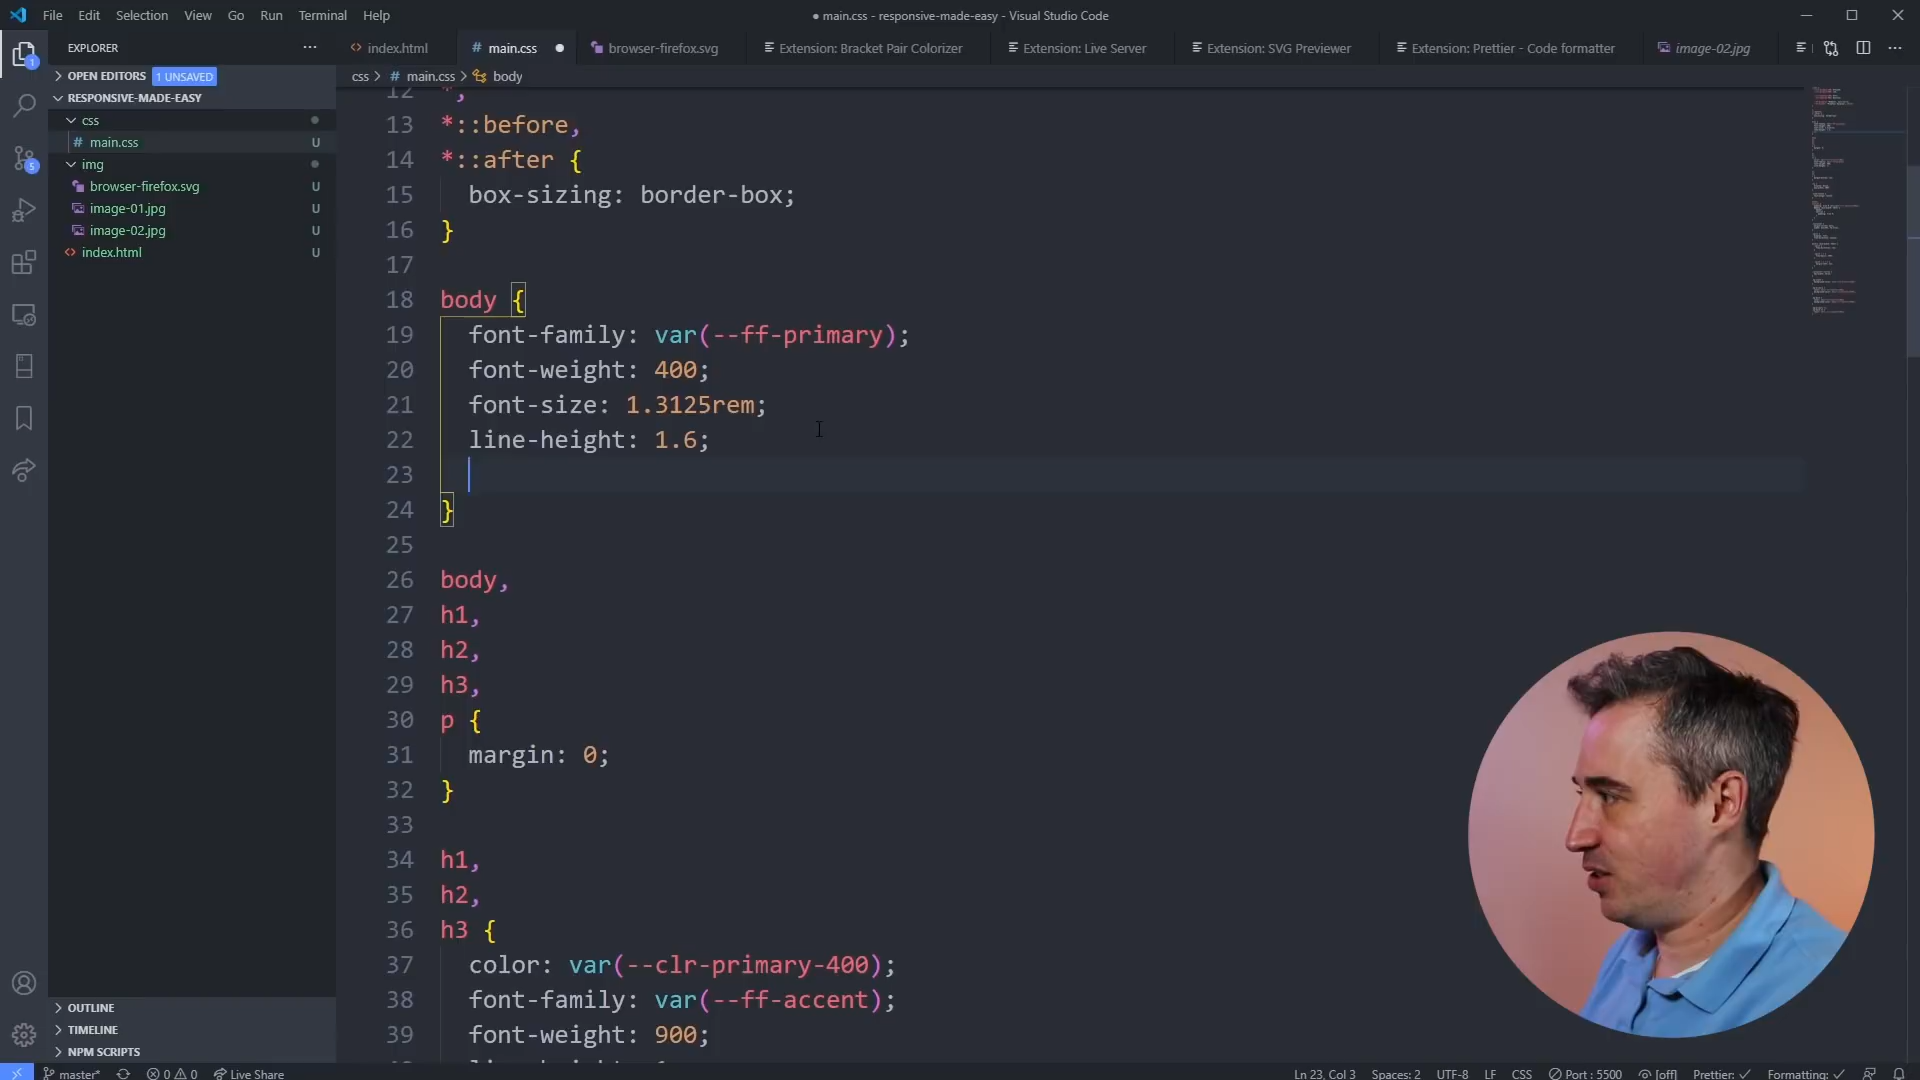 File Edit Selection View Go Run Terminal Help
● main.css - responsive-made-easy - Visual Studio Code
EXPLORER
index.html
# main.css
browser-firefox.svg
Extension: Bracket Pair Colorizer
Extension: Live Server
Extension: SVG Previewer
Extension: Prettier - Code formatter
image-02.jpg
OPEN EDITORS 1 UNSAVED
css > # main.css > body
RESPONSIVE-MADE-EASY
css
# main.css U
img
browser-firefox.svg U
image-01.jpg U
image-02.jpg U
index.html U
1
5
12 *,
13 *::before,
14 *::after {
15 box-sizing: border-box;
16 }
17
18 body {
19 font-family: var(--ff-primary);
20 font-weight: 400;
21 font-size: 1.3125rem;
22 line-height: 1.6;
23
24 }
25
26 body,
27 h1,
28 h2,
29 h3,
30 p {
31 margin: 0;
32 }
33
34 h1,
35 h2,
36 h3 {
37 color: var(--clr-primary-400);
38 font-family: var(--ff-accent);
39 font-weight: 900;
OUTLINE
TIMELINE
NPM SCRIPTS
master* 0 0 Live Share
Ln 23, Col 3 Spaces: 2 UTF-8 LF CSS Port : 5500 [off] Prettier: ✓ Formatting: ✓